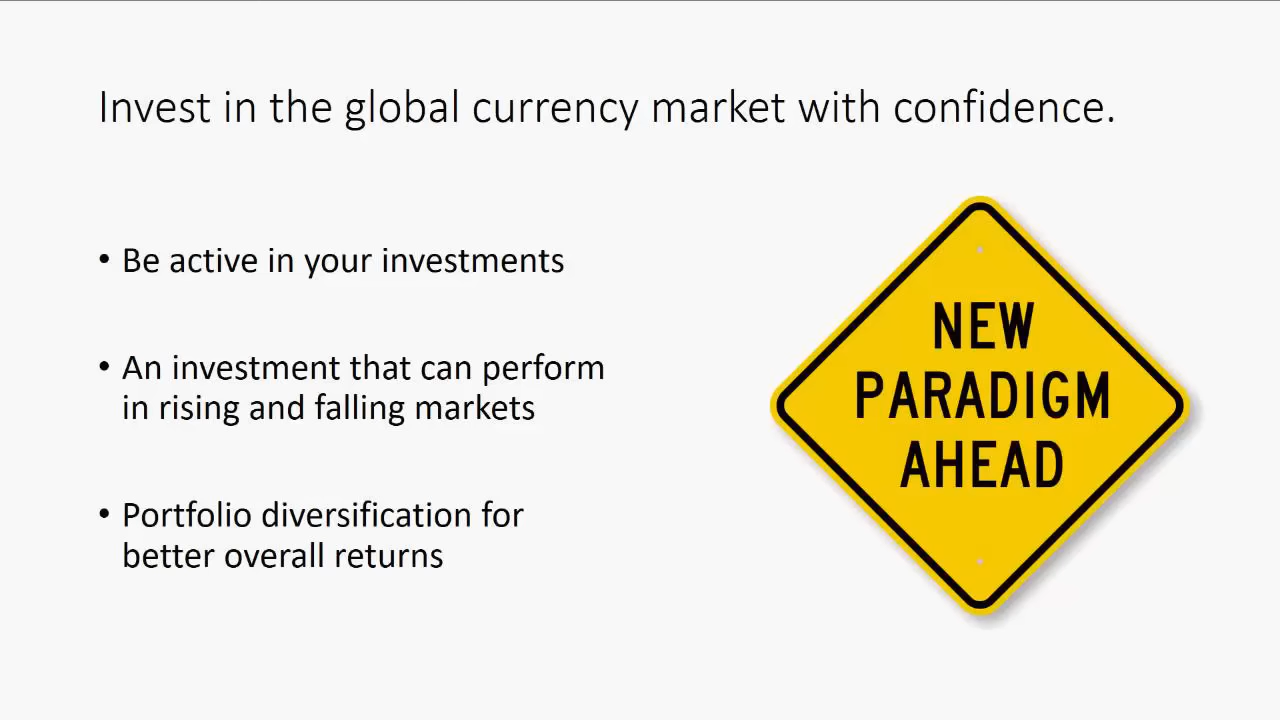 Invest in the global currency market with confidence.
• Be active in your investments
• An investment that can perform
in rising and falling markets
• Portfolio diversification for
better overall returns
NEW
PARADIGM
AHEAD